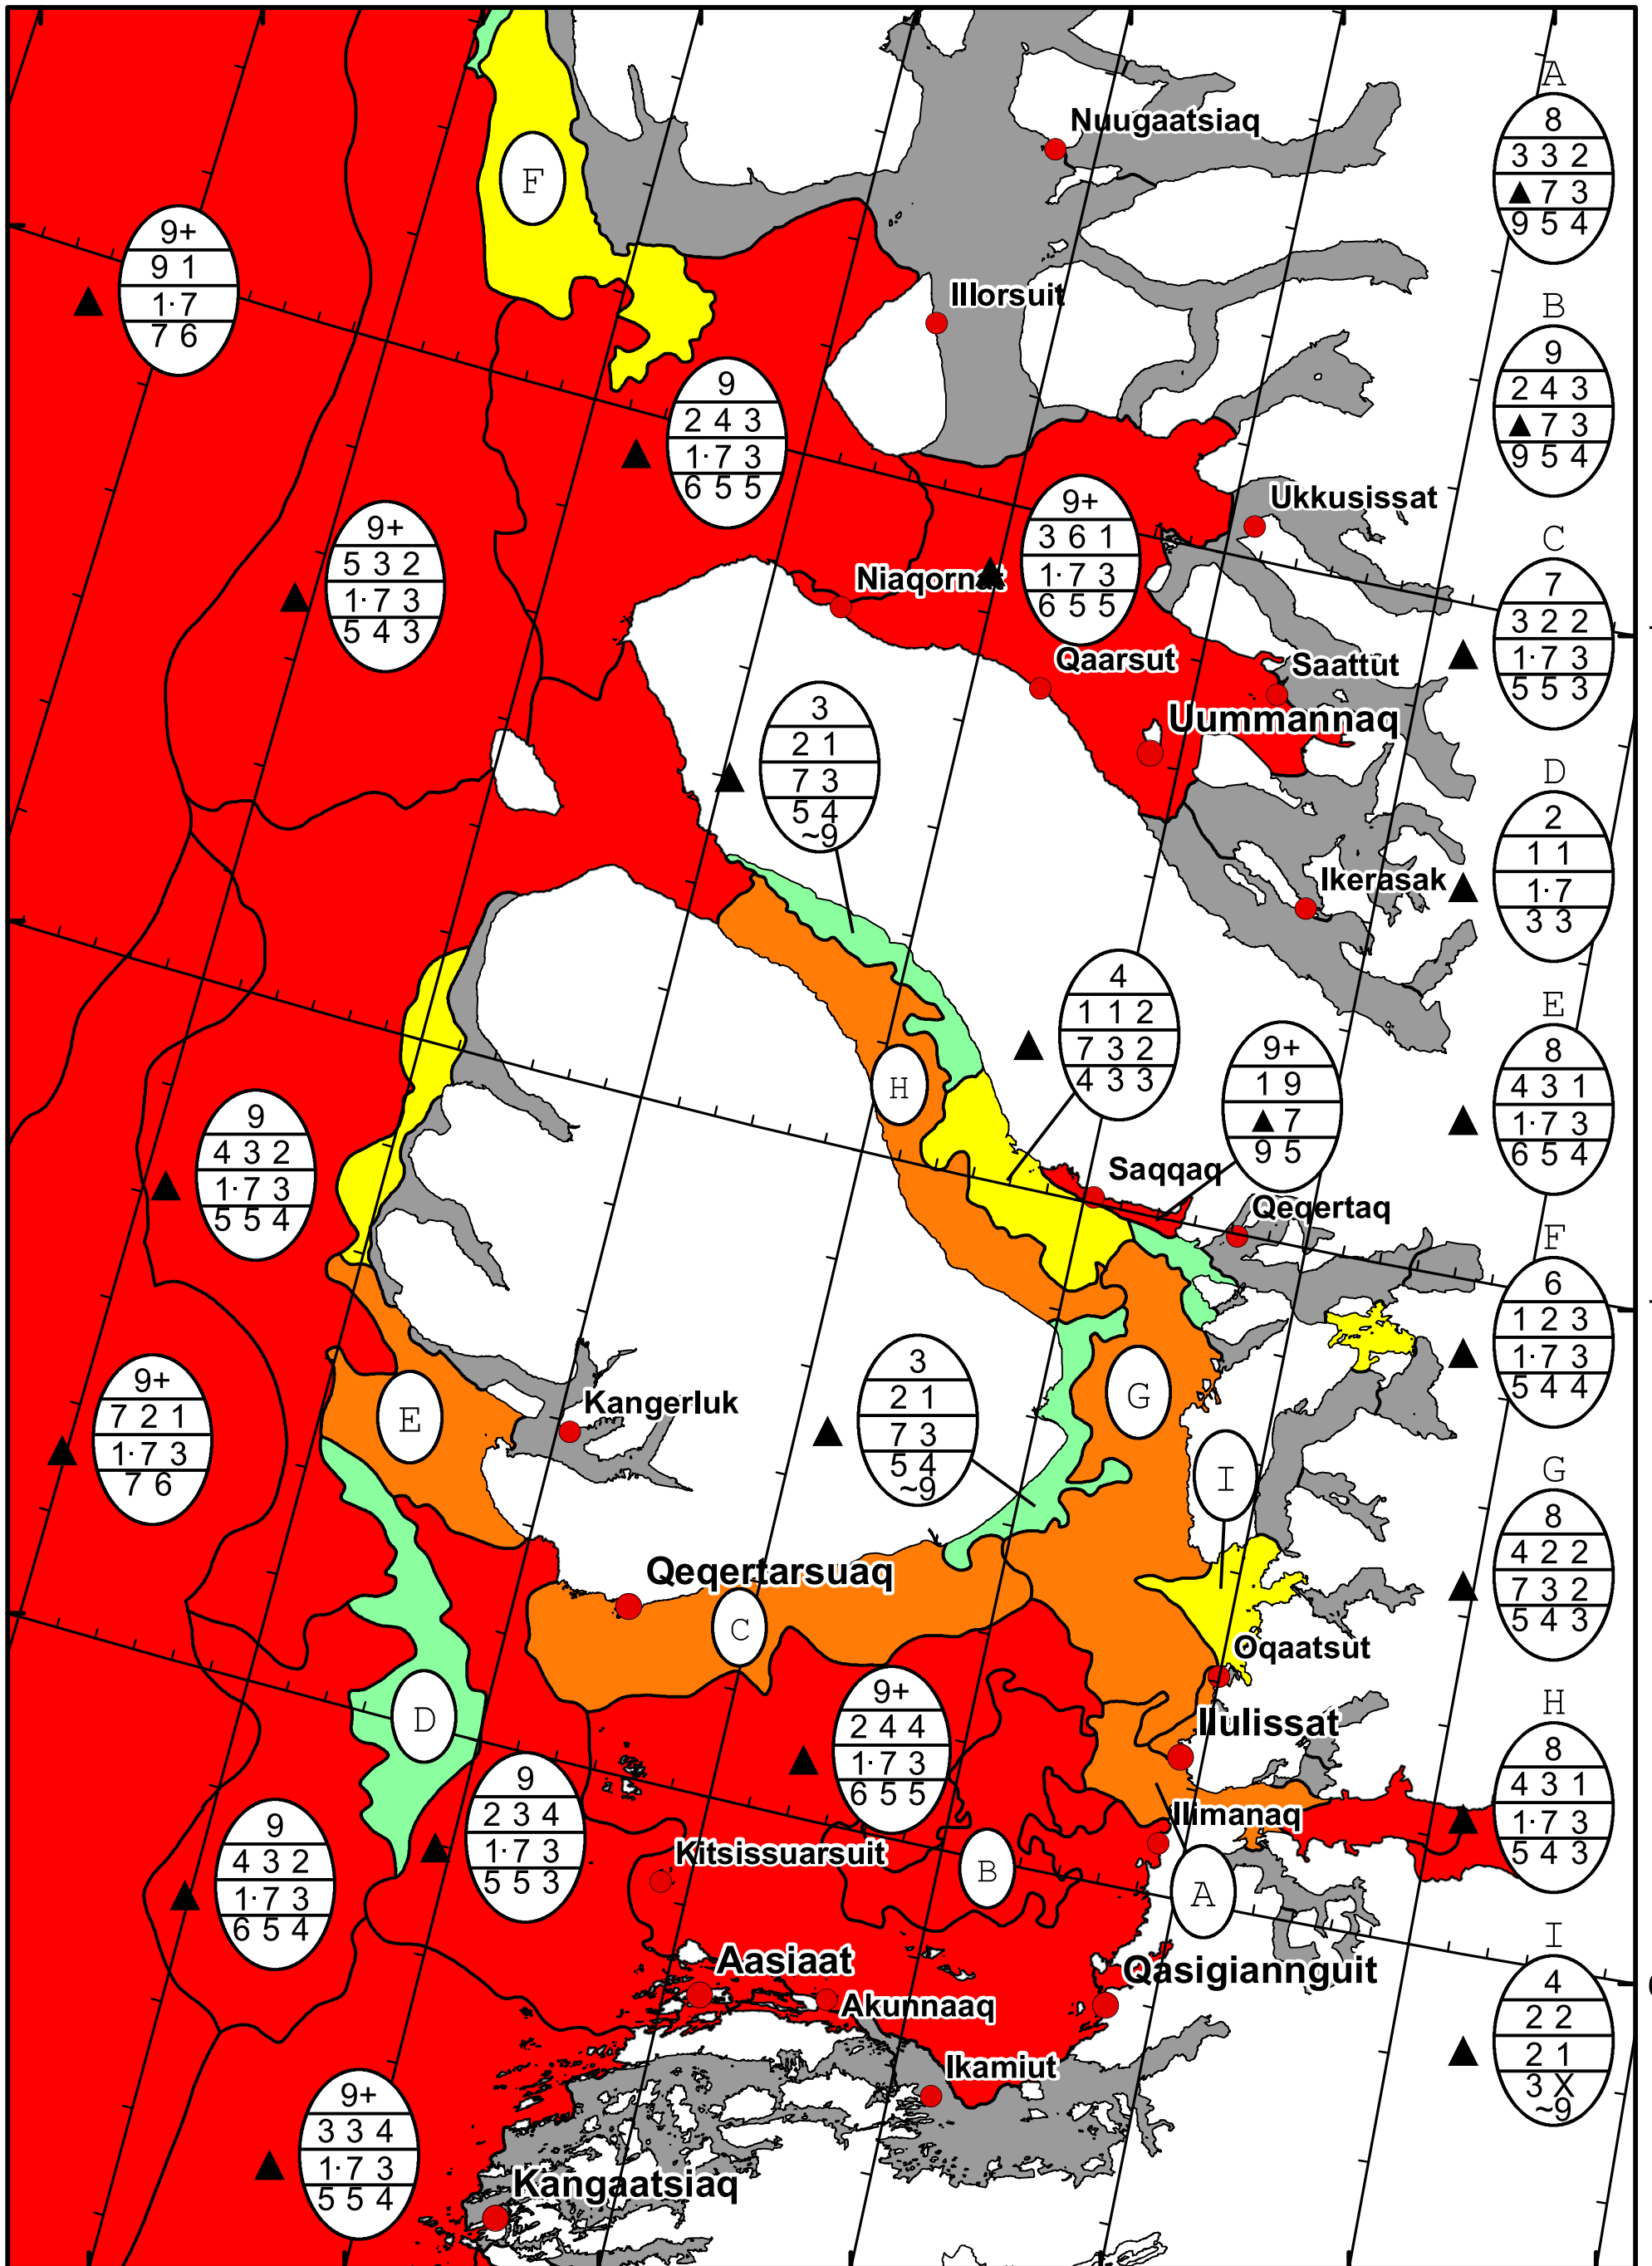 A
8
3 3 2
▲ 7 3
9 5 4
Nuugaatsiaq
F
9+
9 1
1· 7
7 6
Illorsuit
B
9
2 4 3
▲ 7 3
9 5 4
9
2 4 3
1· 7 3
6 5 5
9+
3 6 1
1· 7 3
6 5 5
Ukkusissat
9+
5 3 2
1· 7 3
5 4 3
C
7
3 2 2
1· 7 3
5 5 3
Niaqornat
Qaarsut
Saattut
Uummannaq
3
2 1
7 3
5 4
~9
D
2
1 1
1· 7
3 3
Ikerasak
4
1 1 2
7 3 2
4 3 3
H
9+
1 9
▲ 7
9 5
E
8
4 3 1
1· 7 3
6 5 4
9
4 3 2
1· 7 3
5 5 4
Saqqaq
Qeqertaq
F
6
1 2 3
1· 7 3
5 4 4
3
2 1
7 3
5 4
~9
G
9+
7 2 1
1· 7 3
7 6
E
Kangerluk
I
G
8
4 2 2
7 3 2
5 4 3
Qeqertarsuaq
C
Oqaatsut
D
9+
2 4 4
1· 7 3
6 5 5
Ilulissat
H
8
4 3 1
1· 7 3
5 4 3
9
2 3 4
1· 7 3
5 5 3
Ilimanaq
Kitsissuarsuit
B
A
9
4 3 2
1· 7 3
6 5 4
Aasiaat
Qasigiannguit
Akunnaaq
I
4
2 2
2 1
3 X
~9
Ikamiut
9+
3 3 4
1· 7 3
5 5 4
Kangaatsiaq